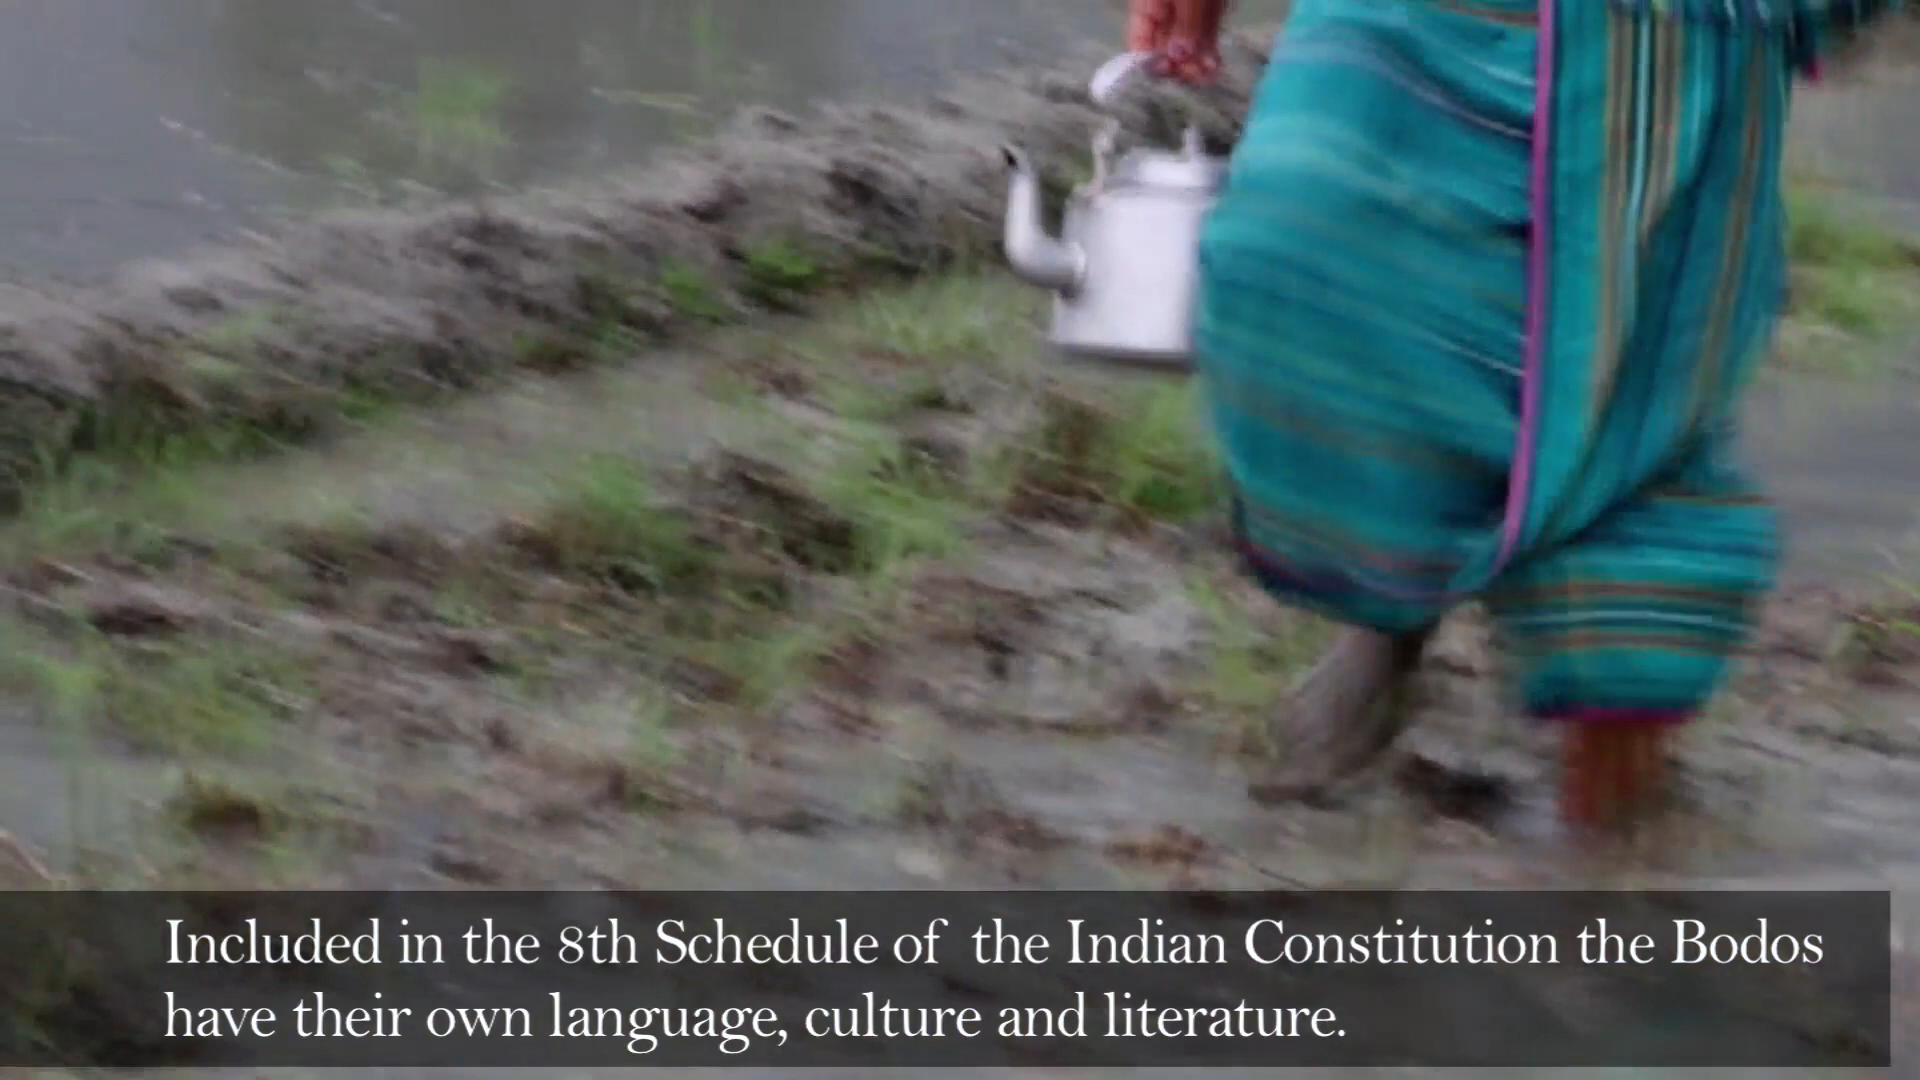 Included in the 8th Schedule of the Indian Constitution the Bodos
have their own language, culture and literature.